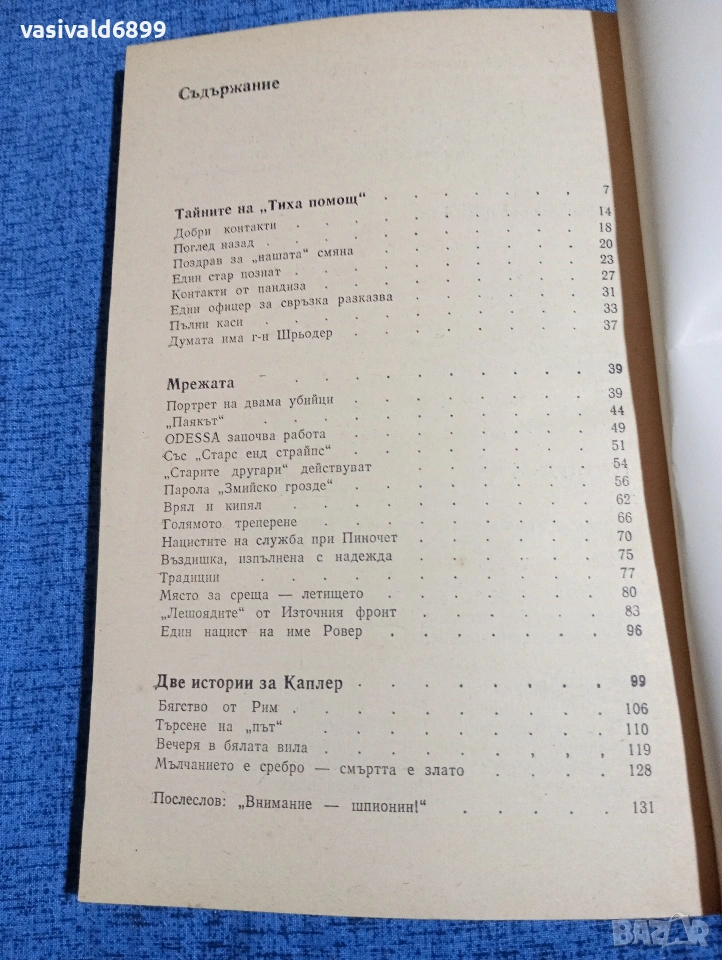 vasivald6899
Съдържание
Тайните на „Тиха помощ“ . . . . . . . 7
Добри контакти . . . . . . . . . 14
Поглед назад . . . . . . . . . . 18
Поздрав за „нашата“ смяна . . . . . . . 20
Един стар познат . . . . . . . . . 23
Контакти от пандиза . . . . . . . . 27
Един офицер за свръзка разказва . . . . . . 31
Пълни каси . . . . . . . . . . 33
Думата има г-н Шрьодер . . . . . . . 37
Мрежата . . . . . . . . . . 39
Портрет на двама убийци . . . . . . . 39
„Паякът“ . . . . . . . . . . 44
ODESSA започва работа . . . . . . . . 49
Със „Старс енд страйпс“ . . . . . . . . 51
„Старите другари“ действуват . . . . . . 54
Парола „Змийско грозде“ . . . . . . . 56
Врял и кипял . . . . . . . . . 62
Голямото треперене . . . . . . . . 66
Нацистите на служба при Пиночет . . . . . . 70
Въздишка, изпълнена с надежда . . . . . . 75
Традиции . . . . . . . . . . 77
Място за среща — летището . . . . . . . 80
„Лешоядите“ от Източния фронт . . . . . . 83
Един нацист на име Ровер . . . . . . . 96
Две истории за Каплер . . . . . . . 99
Бягство от Рим . . . . . . . . . 106
Търсене на „път“ . . . . . . . . . 110
Вечеря в бялата вила . . . . . . , , , 119
Мълчанието е сребро — смъртта е злато . . . . 128
Послеслов: „Внимание — шпионин!“ . . . . . 131
BAZAR